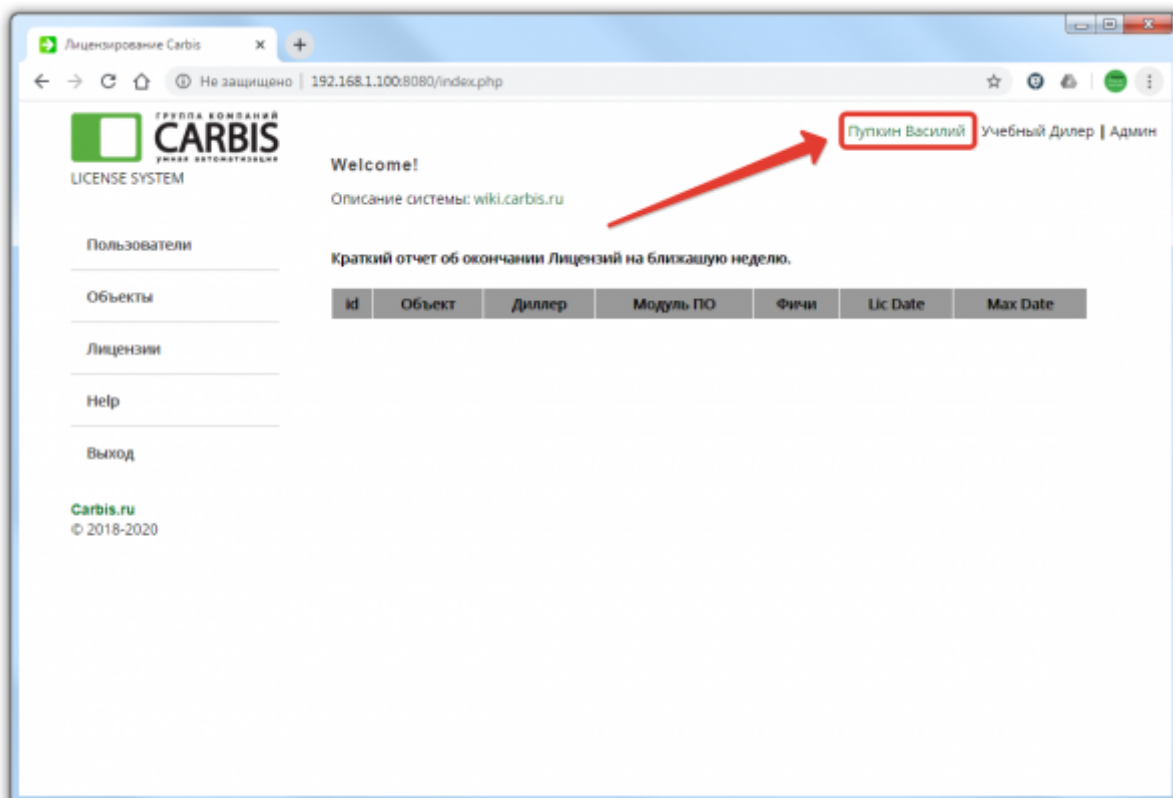 Лицензирование Carbis
Не защищено | 192.168.1.100:8080/index.php
ГРУППА КОМПАНИЙ
CARBIS
умная автоматизация
LICENSE SYSTEM
Пупкин Василий Учебный Дилер | Админ
Welcome!
Описание системы: wiki.carbis.ru
Пользователи
Объекты
Лицензии
Help
Выход
Carbis.ru
© 2018-2020
Краткий отчет об окончании Лицензий на ближашую неделю.
id Объект Диллер Модуль ПО Фичи Lic Date Max Date